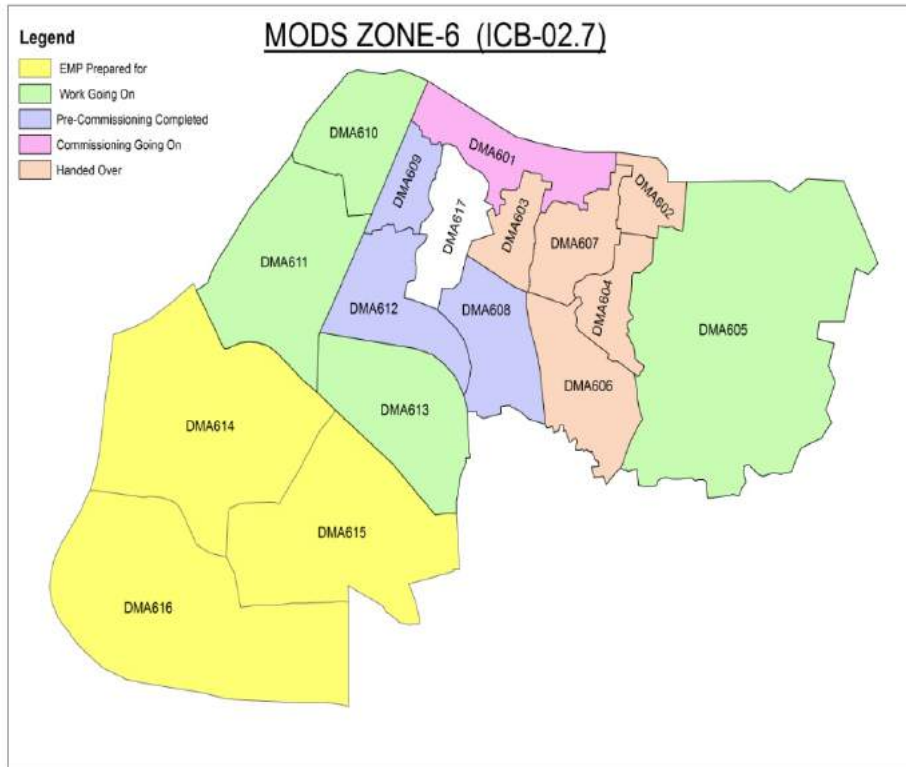 MODS ZONE-6 (ICB-02.7)
Legend
EMP Prepared for
Work Going On
Pre-Commissioning Completed
Commissioning Going On
Handed Over
DMA610
DMA601
DMA609
DMA602
DMA617
DMA603
DMA607
DMA611
DMA604
DMA612
DMA608
DMA605
DMA606
DMA613
DMA614
DMA615
DMA616